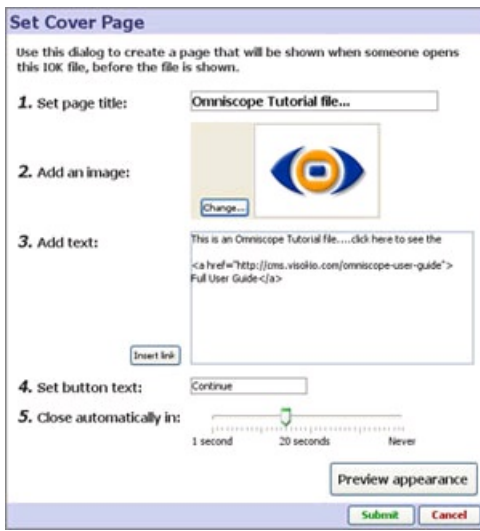 Set Cover Page
Use this dialog to create a page that will be shown when someone opens
this IOK file, before the file is shown.
1. Set page title:
Omniscope Tutorial file...
2. Add an image:
Change...
3. Add text:
This is an Omniscope Tutorial file....click here to see the
<a href="http://cms.visokio.com/omniscope-user-guide">
Full User Guide</a>
Insert link
4. Set button text:
Continue
5. Close automatically in:
1 second 20 seconds Never
Preview appearance
Submit Cancel